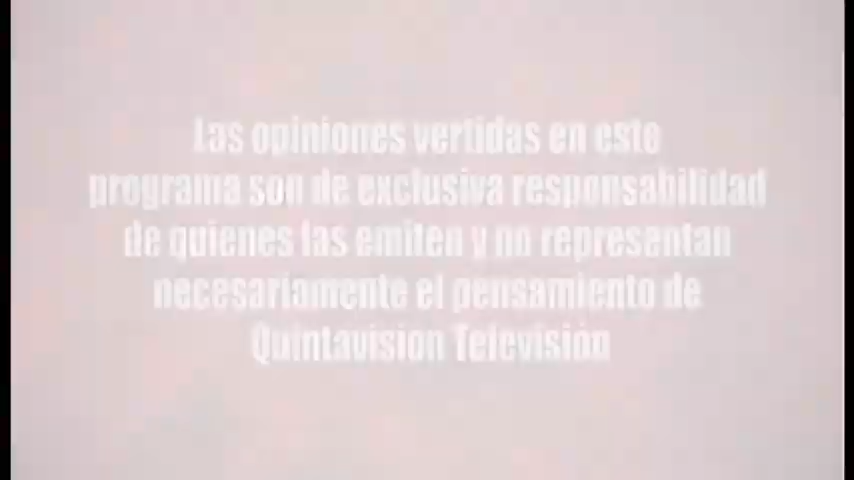 Las opiniones vertidas en este
programa son de exclusiva responsabilidad
de quienes las emiten y no representan
necesariamente el pensamiento de
Quintavision Televisión